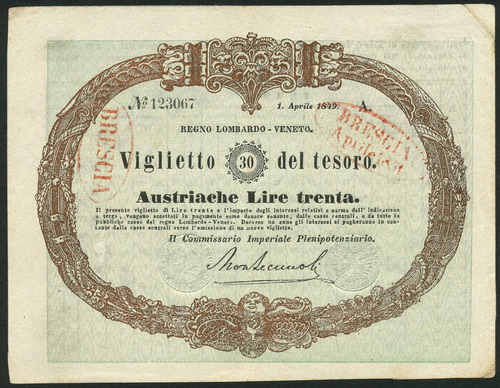 № 123067
1. Aprile 1849. A.
REGNO LOMBARDO - VENETO.
Viglietto 30 del tesoro.
Austriache Lire trenta.
Il presente viglietto di Lire trenta e l'importo degli interessi relativi a norma dell' indicazione
a tergo, vengono accettati in pagamento come danaro sonante, dalle casse centrali, e da tutte le
pubbliche casse del regno Lombardo-Veneto. Decorso un anno gli interessi si pagheranno in con-
tante dalle casse centrali verso l'emissione di un nuovo viglietto.
Il Commissario Imperiale Plenipotenziario.
Montecuccoli
BRESCIA
BRESCIA